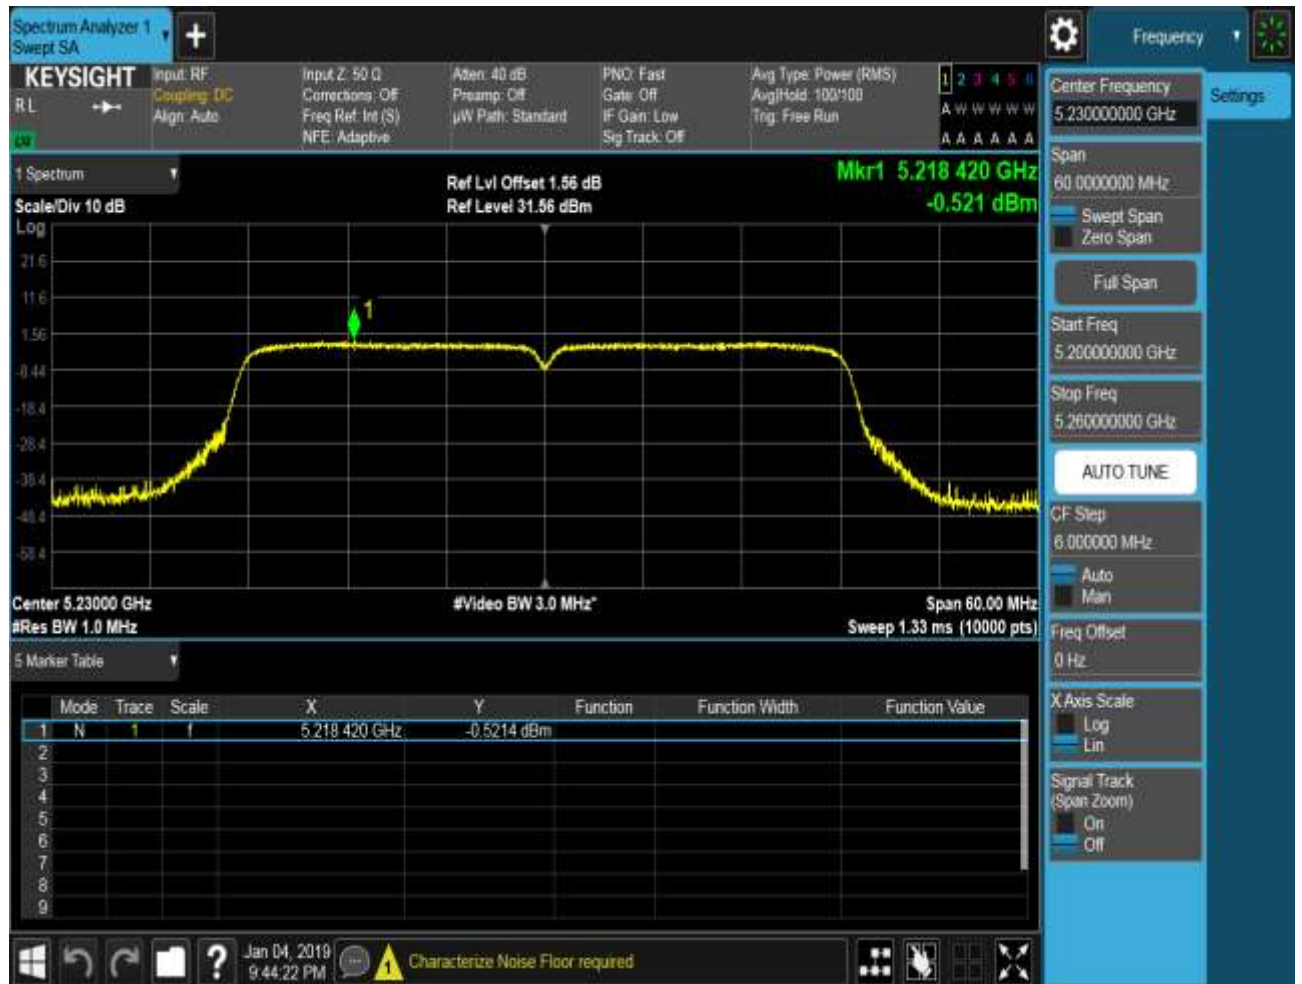 Spectrum Analyzer 1
Swept SA
+
Frequency
KEYSIGHT
RL
Input: RF
Coupling: DC
Align: Auto
Input Z: 50 Ω
Corrections: Off
Freq Ref: Int (S)
NFE: Adaptive
Atten: 40 dB
Preamp: Off
µW Path: Standard
PNO: Fast
Gate: Off
IF Gain: Low
Sig Track: Off
Avg Type: Power (RMS)
Avg|Hold: 100/100
Trig: Free Run
1 2 3 4 5 6
A W W W W W
A A A A A A
Center Frequency
5.230000000 GHz
Settings
1 Spectrum
Scale/Div 10 dB
Ref Lvl Offset 1.56 dB
Ref Level 31.56 dBm
Mkr1 5.218 420 GHz
-0.521 dBm
Log
21.6
11.6
1.56
-8.44
-18.4
-28.4
-38.4
-48.4
-58.4
1
Center 5.23000 GHz
#Res BW 1.0 MHz
#Video BW 3.0 MHz*
Span 60.00 MHz
Sweep 1.33 ms (10000 pts)
Span
60.0000000 MHz
Swept Span
Zero Span
Full Span
Start Freq
5.200000000 GHz
Stop Freq
5.260000000 GHz
AUTO TUNE
CF Step
6.000000 MHz
Auto
Man
Freq Offset
0 Hz
X Axis Scale
Log
Lin
Signal Track
(Span Zoom)
On
Off
5 Marker Table
Mode Trace Scale X Y Function Function Width Function Value
1 N 1 f 5.218 420 GHz -0.5214 dBm
2
3
4
5
6
7
8
9
?
Jan 04, 2019
9:44:22 PM
1
Characterize Noise Floor required